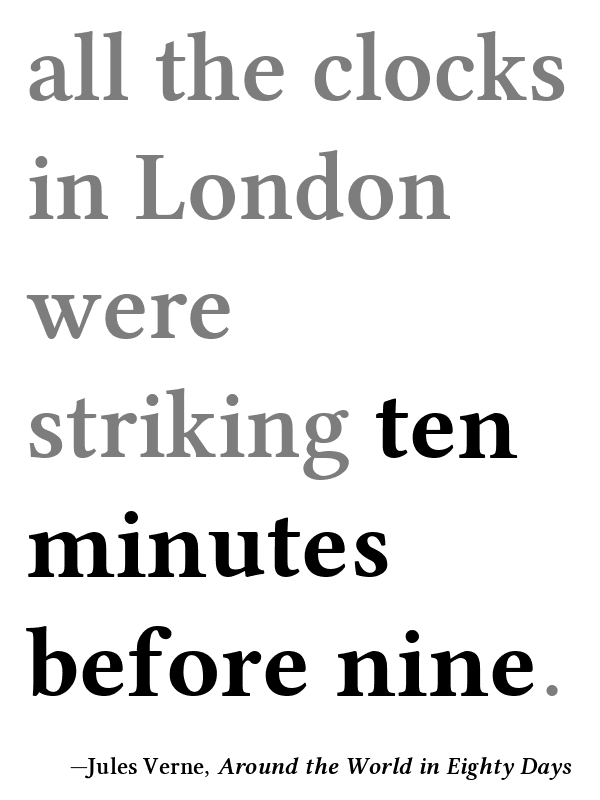 all the clocks
in London
were
striking ten
minutes
before nine.
—Jules Verne, Around the World in Eighty Days